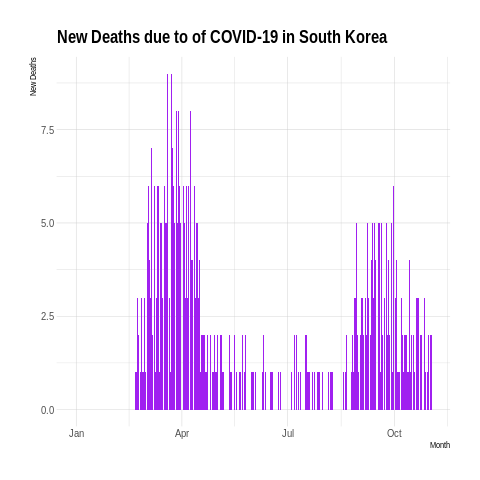 New Deaths due to of COVID-19 in South Korea
New Deaths
7.5
5.0
2.5
0.0
Jan Apr Jul Oct
Month